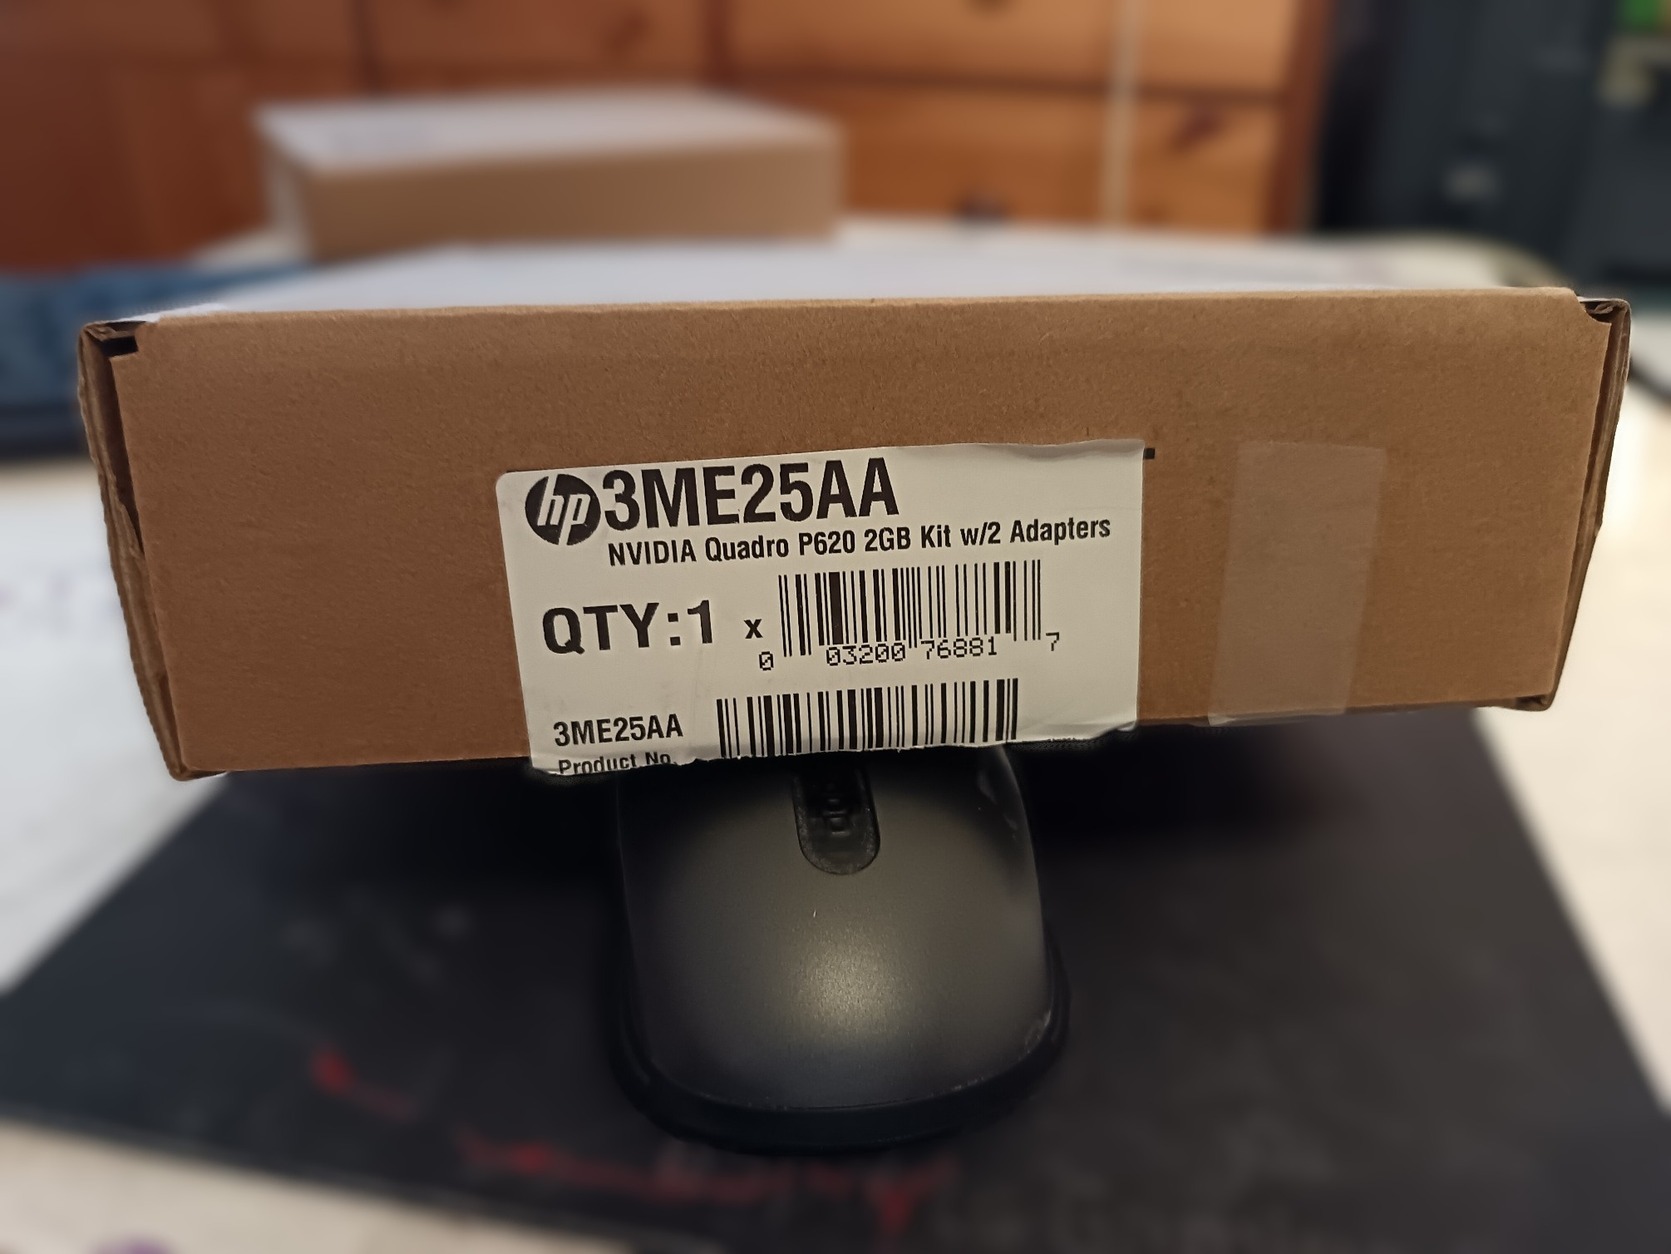 hp 3ME25AA
NVIDIA Quadro P620 2GB Kit w/2 Adapters
QTY:1 x
0 03200 76881 7
3ME25AA
Product No.